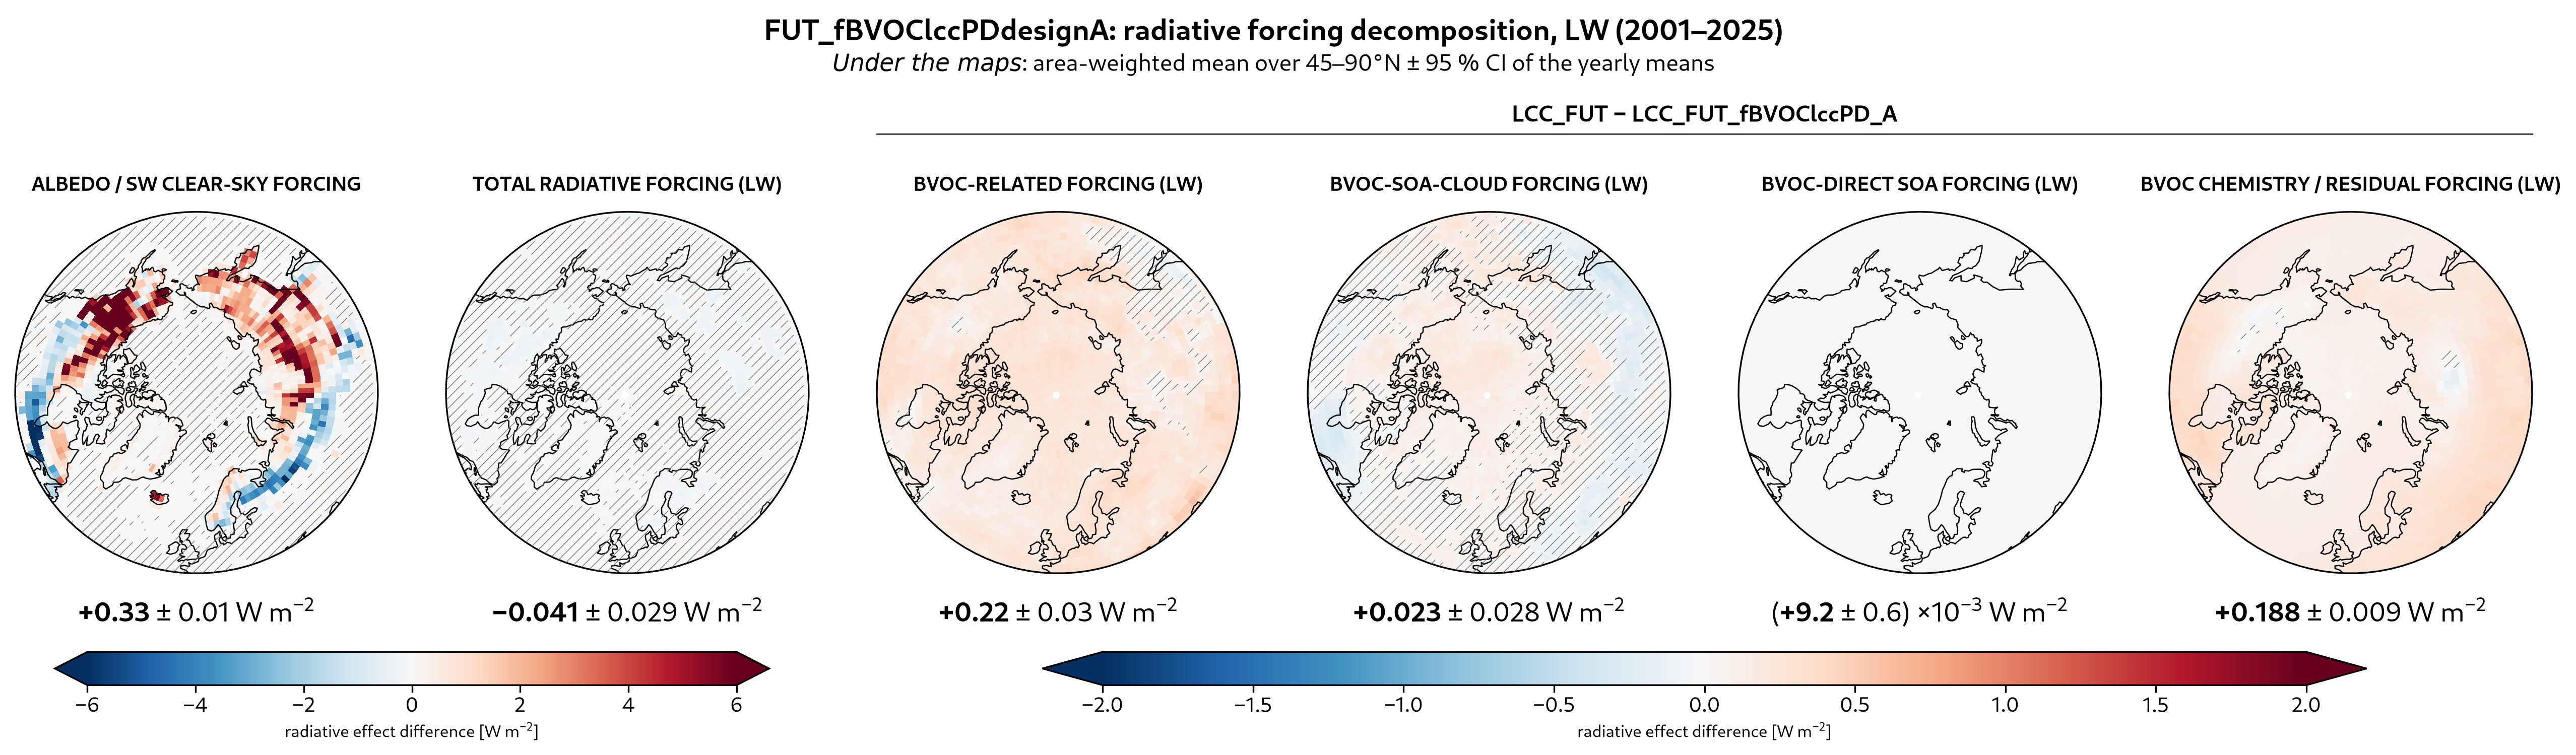 FUT_fBVOClccPDdesignA: radiative forcing decomposition, LW (2001–2025)
Under the maps: area-weighted mean over 45–90°N ± 95 % CI of the yearly means
LCC_FUT − LCC_FUT_fBVOClccPD_A
ALBEDO / SW CLEAR-SKY FORCING
TOTAL RADIATIVE FORCING (LW)
BVOC-RELATED FORCING (LW)
BVOC-SOA-CLOUD FORCING (LW)
BVOC-DIRECT SOA FORCING (LW)
BVOC CHEMISTRY / RESIDUAL FORCING (LW)
+0.33 ± 0.01 W m⁻²
−0.041 ± 0.029 W m⁻²
+0.22 ± 0.03 W m⁻²
+0.023 ± 0.028 W m⁻²
(+9.2 ± 0.6) ×10⁻³ W m⁻²
+0.188 ± 0.009 W m⁻²
−6 −4 −2 0 2 4 6
radiative effect difference [W m⁻²]
−2.0 −1.5 −1.0 −0.5 0.0 0.5 1.0 1.5 2.0
radiative effect difference [W m⁻²]